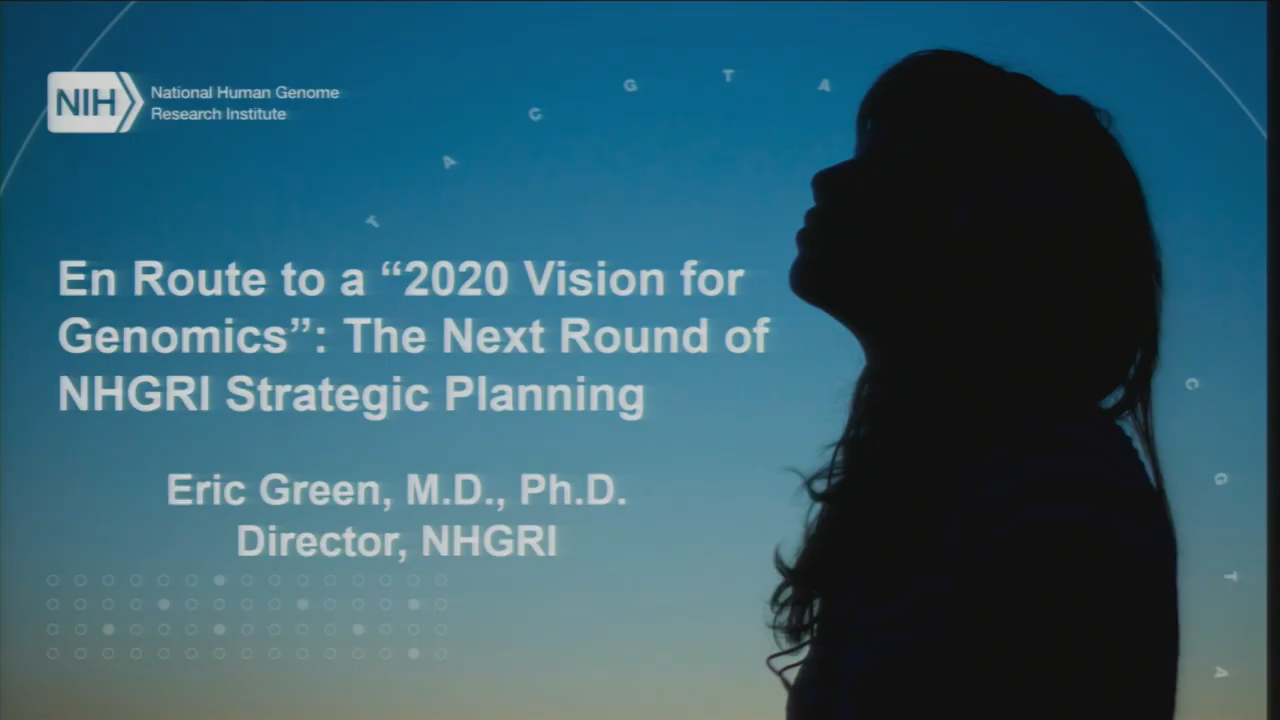 NIH
National Human Genome
Research Institute
T
A
C
G
T
A
En Route to a “2020 Vision for
Genomics”: The Next Round of
NHGRI Strategic Planning
Eric Green, M.D., Ph.D.
Director, NHGRI
C
G
T
A